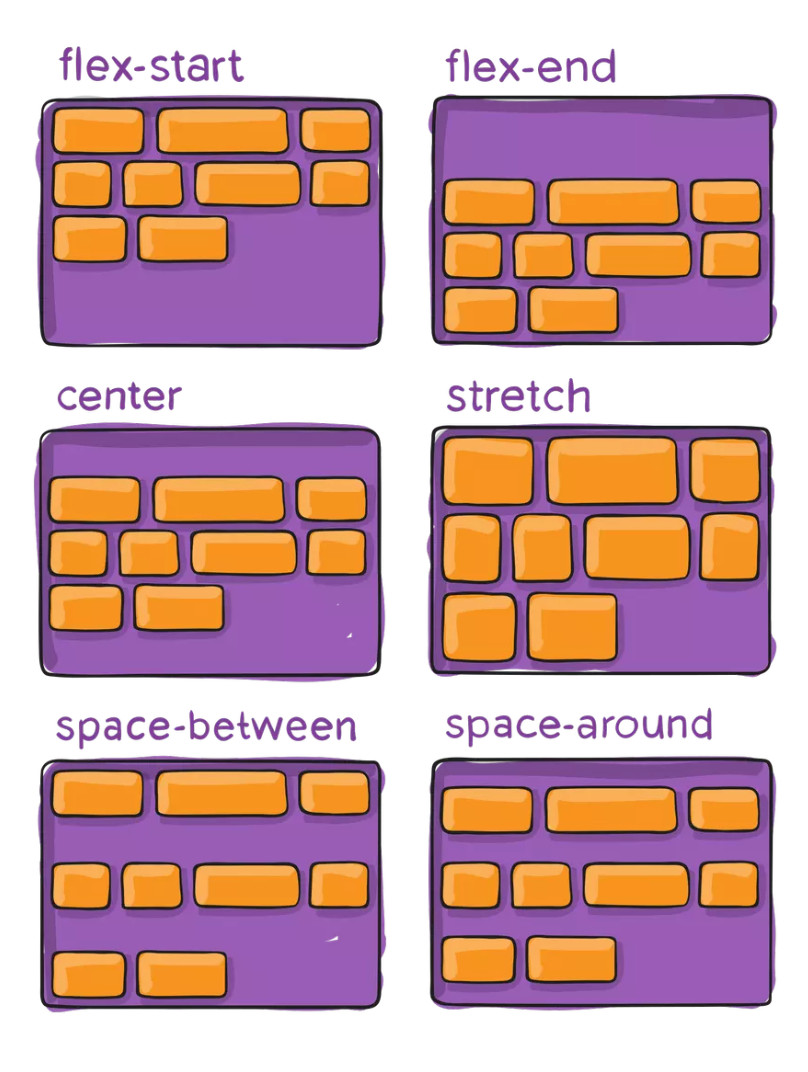 flex-start
flex-end
center
stretch
space-between
space-around